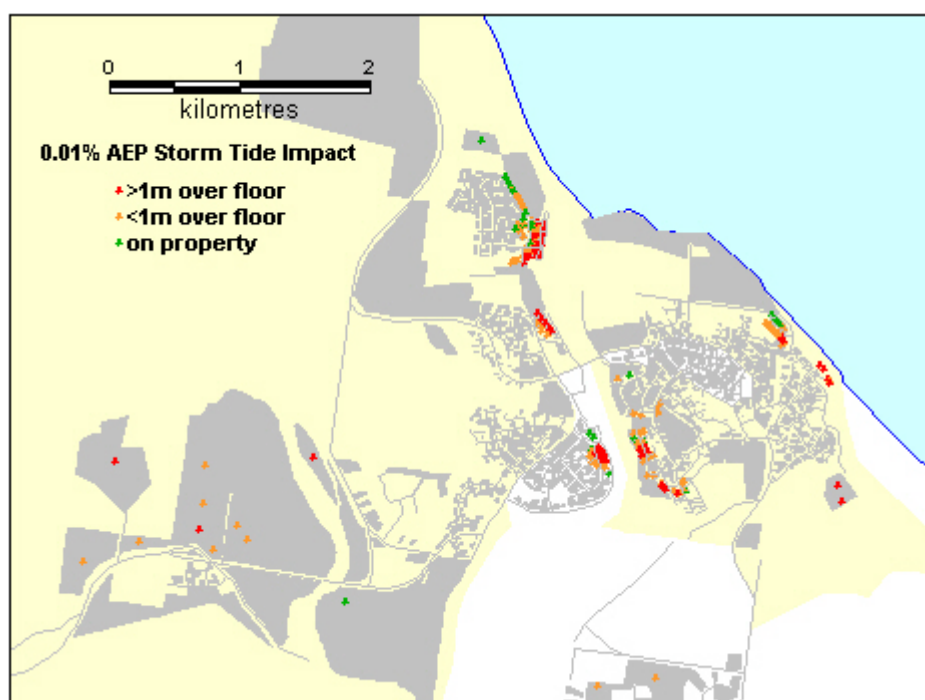 0 1 2
kilometres
0.01% AEP Storm Tide Impact
>1m over floor
<1m over floor
on property